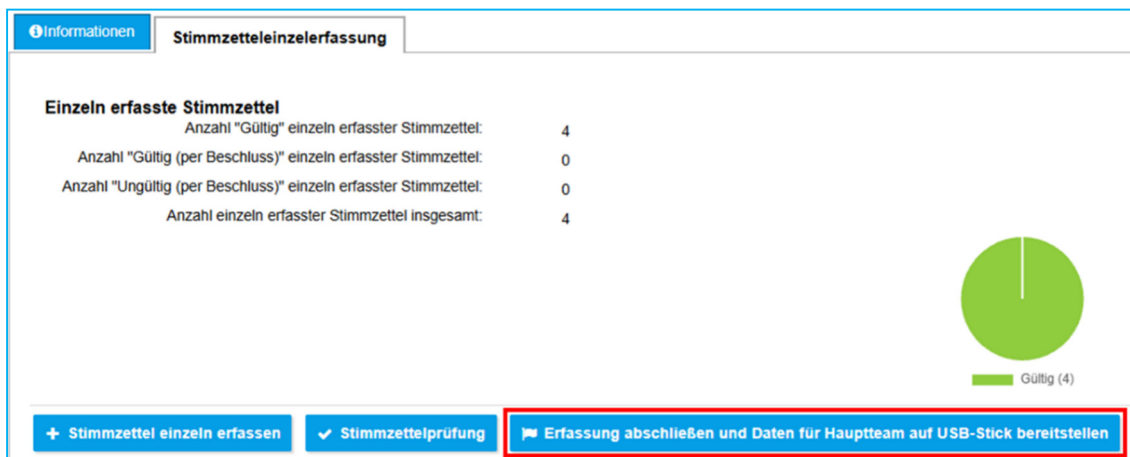 Informationen
Stimmzetteleinzelerfassung
Einzeln erfasste Stimmzettel
Anzahl "Gültig" einzeln erfasster Stimmzettel: 4
Anzahl "Gültig (per Beschluss)" einzeln erfasster Stimmzettel: 0
Anzahl "Ungültig (per Beschluss)" einzeln erfasster Stimmzettel: 0
Anzahl einzeln erfasster Stimmzettel insgesamt: 4
Gültig (4)
Stimmzettel einzeln erfassen
Stimmzettelprüfung
Erfassung abschließen und Daten für Hauptteam auf USB-Stick bereitstellen